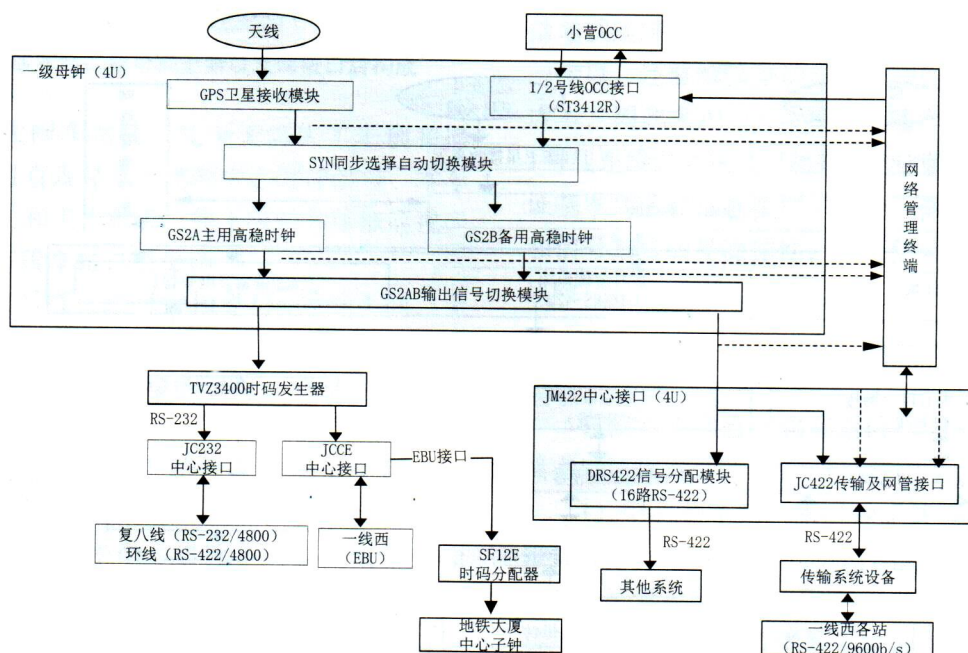 天线
小营OCC
一级母钟（4U）
GPS卫星接收模块
1/2号线OCC接口
（ST3412R）
SYN同步选择自动切换模块
网络管理终端
GS2A主用高稳时钟
GS2B备用高稳时钟
GS2AB输出信号切换模块
TVZ3400时码发生器
JM422中心接口（4U）
RS-232
JC232
中心接口
JCCE
中心接口
EBU接口
DRS422信号分配模块
（16路RS-422）
JC422传输及网管接口
复八线（RS-232/4800）
环线（RS-422/4800）
一线西
（EBU）
SF12E
时码分配器
RS-422
RS-422
其他系统
传输系统设备
地铁大厦
中心子钟
一线西各站
（RS-422/9600b/s）